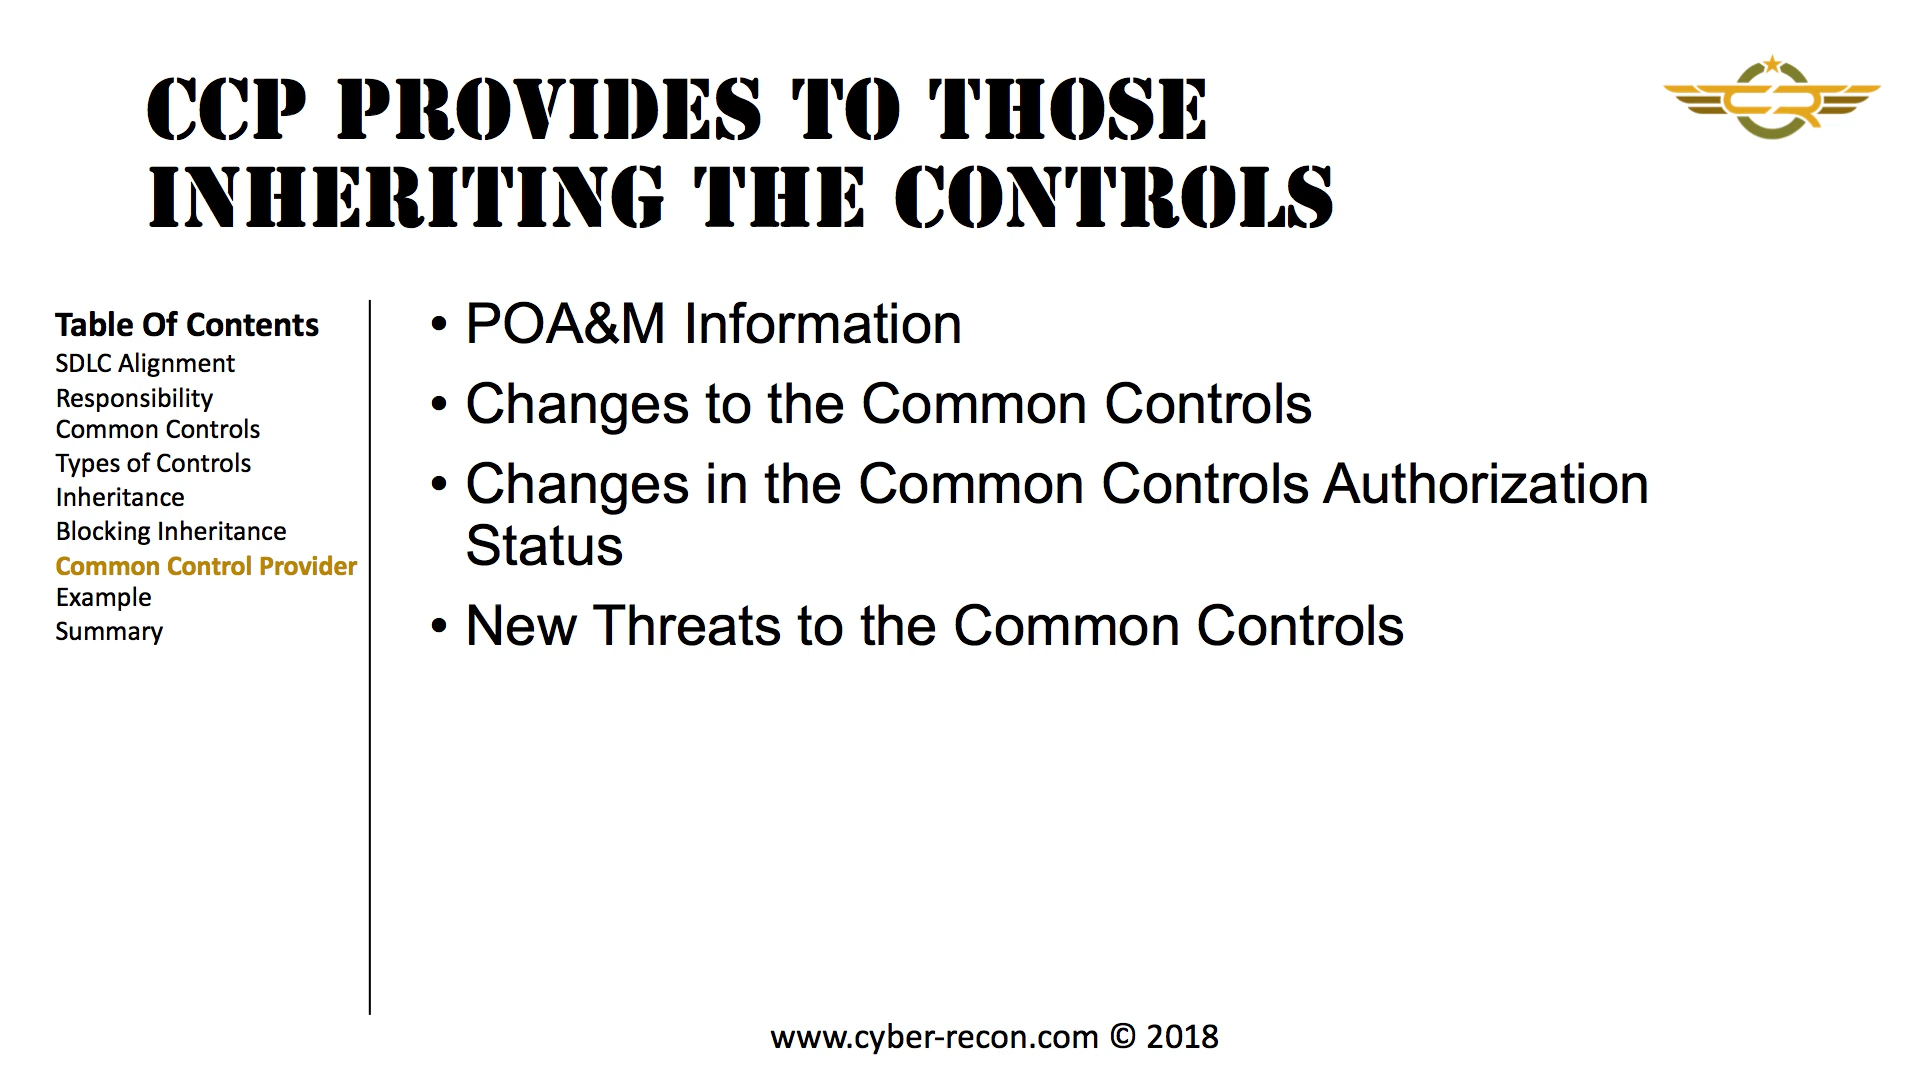 CCP PROVIDES TO THOSE
INHERITING THE CONTROLS
CR
Table Of Contents
SDLC Alignment
Responsibility
Common Controls
Types of Controls
Inheritance
Blocking Inheritance
Common Control Provider
Example
Summary
• POA&M Information
• Changes to the Common Controls
• Changes in the Common Controls Authorization
Status
• New Threats to the Common Controls
www.cyber-recon.com © 2018